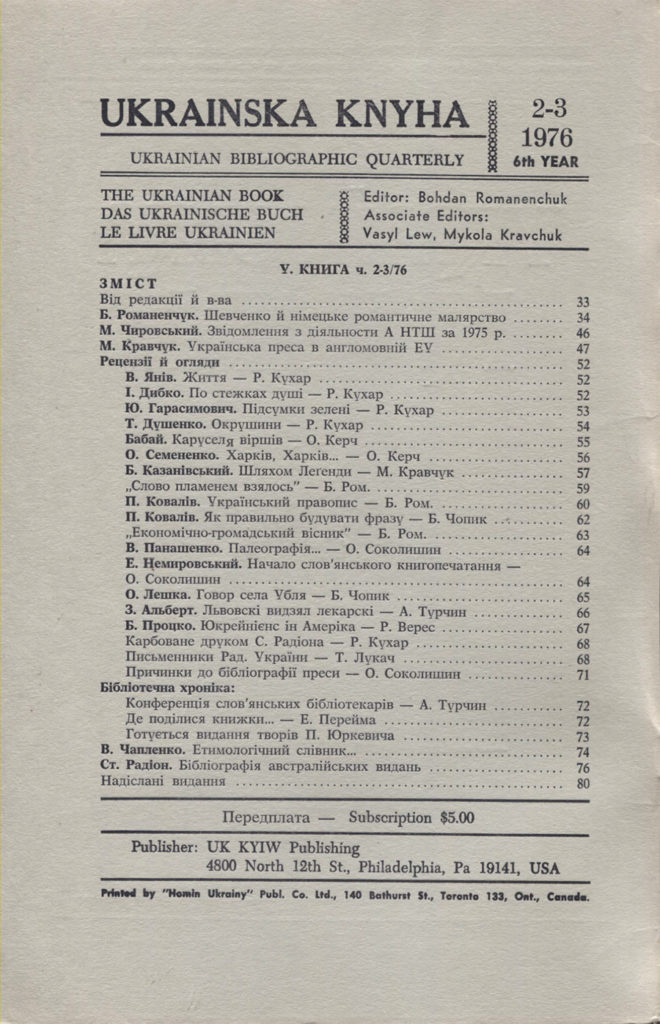 UKRAINSKA KNYHA
2-3
1976
6th YEAR
UKRAINIAN BIBLIOGRAPHIC QUARTERLY
THE UKRAINIAN BOOK
DAS UKRAINISCHE BUCH
LE LIVRE UKRAINIEN
Editor: Bohdan Romanenchuk
Associate Editors:
Vasyl Lew, Mykola Kravchuk
У. КНИГА ч. 2-3/76
ЗМІСТ
Від редакції й в-ва ........ 33
Б. Романенчук. Шевченко й німецьке романтичне малярство ........ 34
М. Чировський. Звідомлення з діяльности А НТШ за 1975 р. ........ 46
М. Кравчук. Українська преса в англомовній ЕУ ........ 47
Рецензії й огляди ........ 52
В. Янів. Життя — Р. Кухар ........ 52
І. Дибко. По стежках душі — Р. Кухар ........ 52
Ю. Гарасимович. Підсумки зелені — Р. Кухар ........ 53
Т. Душенко. Окрушини — Р. Кухар ........ 54
Бабай. Каруселя віршів — О. Керч ........ 55
О. Семененко. Харків, Харків... — О. Керч ........ 56
Б. Казанівський. Шляхом Леґенди — М. Кравчук ........ 57
„Слово пламенем взялось” — Б. Ром. ........ 59
П. Ковалів. Український правопис — Б. Ром. ........ 60
П. Ковалів. Як правильно будувати фразу — Б. Чопик ........ 62
„Економічно-громадський вісник” — Б. Ром. ........ 63
В. Панашенко. Палеографія... — О. Соколишин ........ 64
Е. Немировський. Начало слов'янського книгопечатання —
О. Соколишин ........ 64
О. Лешка. Говор села Убля — Б. Чопик ........ 65
З. Альберт. Львовскі видзял лєкарскі — А. Турчин ........ 66
Б. Процко. Юкрейнієнс ін Амеріка — Р. Верес ........ 67
Карбоване друком С. Радіона — Р. Кухар ........ 68
Письменники Рад. України — Т. Лукач ........ 68
Причинки до бібліографії преси — О. Соколишин ........ 71
Бібліотечна хроніка:
Конференція слов'янських бібліотекарів — А. Турчин ........ 72
Де поділися книжки... — Е. Перейма ........ 72
Готується видання творів П. Юркевича ........ 73
В. Чапленко. Етимологічний слівник... ........ 74
Ст. Радіон. Бібліографія австралійських видань ........ 76
Надіслані видання ........ 80
Передплата — Subscription $5.00
Publisher: UK KYIW Publishing
4800 North 12th St., Philadelphia, Pa 19141, USA
Printed by "Homin Ukrainy" Publ. Co. Ltd., 140 Bathurst St., Toronto 133, Ont., Canada.